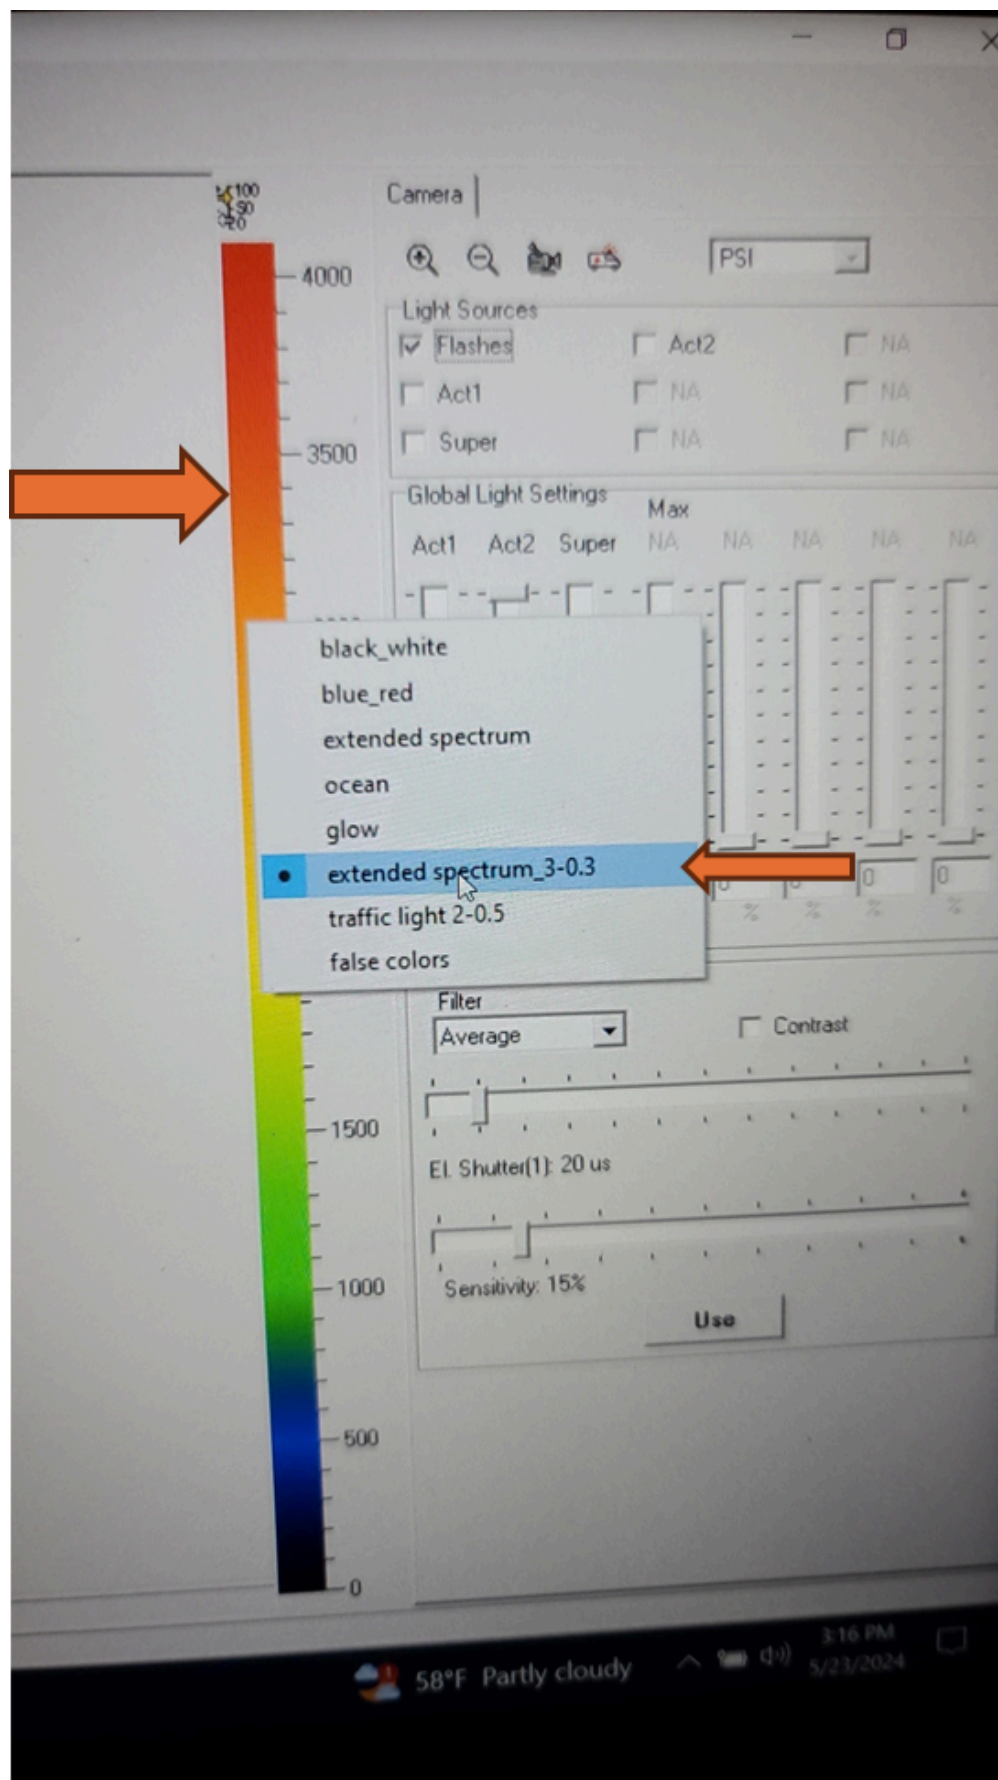 100
50
20
Camera
4000
PSI
Light Sources
Flashes Act2 NA
Act1 NA NA
3500
Super NA NA
Global Light Settings
Max
Act1 Act2 Super NA NA NA NA NA
black_white
blue_red
extended spectrum
ocean
glow
extended spectrum_3-0.3
0 0
traffic light 2-0.5
% % % %
false colors
Filter
Average
Contrast
1500
El. Shutter(1): 20 us
1000
Sensitivity: 15%
Use
500
0
58°F Partly cloudy
3:16 PM
5/23/2024